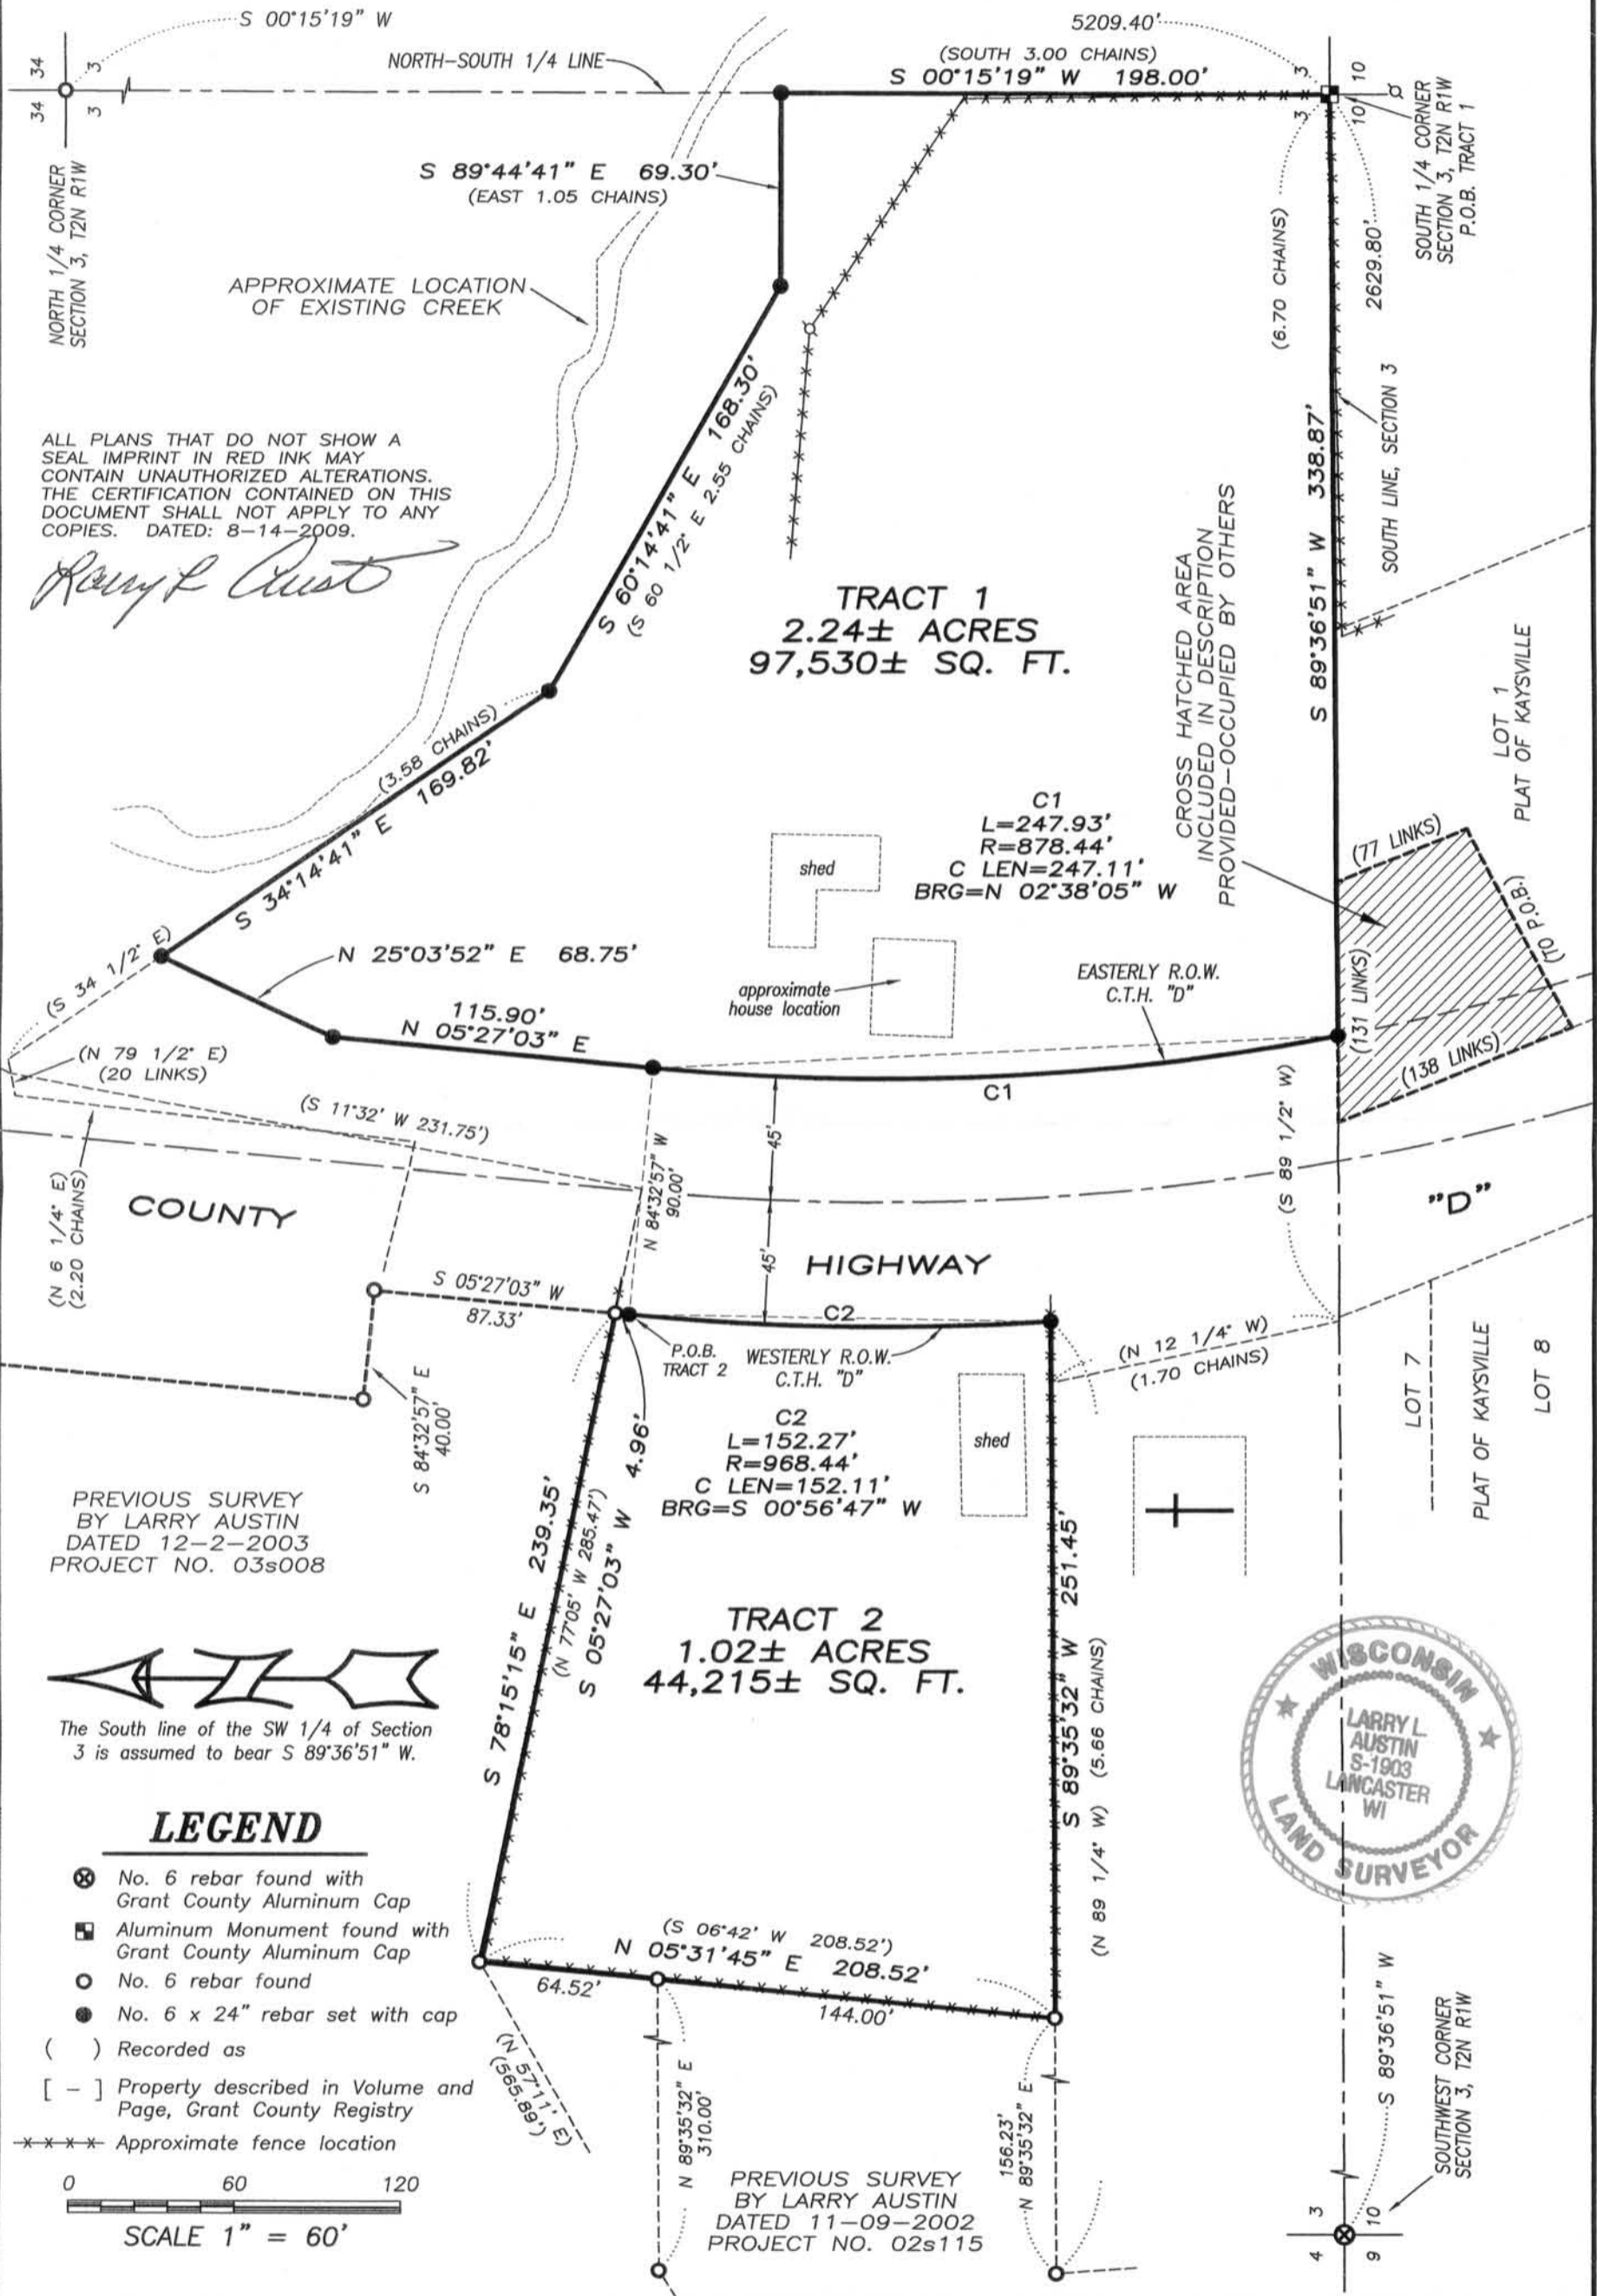 S 00°15'19" W
5209.40'
NORTH-SOUTH 1/4 LINE
(SOUTH 3.00 CHAINS)
S 00°15'19" W 198.00'
34 34
3 3
NORTH 1/4 CORNER
SECTION 3, T2N R1W
3 10
3 10
SOUTH 1/4 CORNER
SECTION 3, T2N R1W
P.O.B. TRACT 1
S 89°44'41" E 69.30'
(EAST 1.05 CHAINS)
(6.70 CHAINS)
2629.80'
APPROXIMATE LOCATION
OF EXISTING CREEK
S 60°14'41" E 168.30'
(S 60 1/2° E 2.55 CHAINS)
S 89°36'51" W 338.87'
SOUTH LINE, SECTION 3
ALL PLANS THAT DO NOT SHOW A
SEAL IMPRINT IN RED INK MAY
CONTAIN UNAUTHORIZED ALTERATIONS.
THE CERTIFICATION CONTAINED ON THIS
DOCUMENT SHALL NOT APPLY TO ANY
COPIES. DATED: 8-14-2009.
TRACT 1
2.24± ACRES
97,530± SQ. FT.
CROSS HATCHED AREA
INCLUDED IN DESCRIPTION
PROVIDED-OCCUPIED BY OTHERS
LOT 1
PLAT OF KAYSVILLE
(3.58 CHAINS)
S 34°14'41" E 169.82'
C1
L=247.93'
R=878.44'
C LEN=247.11'
BRG=N 02°38'05" W
shed
(77 LINKS)
(TO P.O.B.)
(131 LINKS)
(138 LINKS)
(S 34 1/2° E)
N 25°03'52" E 68.75'
approximate
house location
EASTERLY R.O.W.
C.T.H. "D"
115.90'
N 05°27'03" E
C1
(N 79 1/2° E)
(20 LINKS)
(S 11°32' W 231.75')
(N 6 1/4° E)
(2.20 CHAINS)
N 84°32'57" W
90.00'
45'
45'
(S 89 1/2° W)
COUNTY
HIGHWAY
"D"
S 05°27'03" W
87.33'
C2
P.O.B.
TRACT 2
WESTERLY R.O.W.
C.T.H. "D"
(N 12 1/4° W)
(1.70 CHAINS)
LOT 7
PLAT OF KAYSVILLE
LOT 8
S 84°32'57" E
40.00'
C2
L=152.27'
R=968.44'
C LEN=152.11'
BRG=S 00°56'47" W
shed
PREVIOUS SURVEY
BY LARRY AUSTIN
DATED 12-2-2003
PROJECT NO. 03s008
S 78°15'15" E 239.35'
(N 77°05' W 285.47')
S 05°27'03" W 4.96'
TRACT 2
1.02± ACRES
44,215± SQ. FT.
S 89°35'32" W 251.45'
(N 89 1/4° W) (5.66 CHAINS)
WISCONSIN
LARRY L.
AUSTIN
S-1903
LANCASTER
WI
LAND SURVEYOR
The South line of the SW 1/4 of Section
3 is assumed to bear S 89°36'51" W.
LEGEND
No. 6 rebar found with
Grant County Aluminum Cap
Aluminum Monument found with
Grant County Aluminum Cap
No. 6 rebar found
No. 6 x 24" rebar set with cap
( ) Recorded as
[ - ] Property described in Volume and
Page, Grant County Registry
Approximate fence location
0 60 120
SCALE 1" = 60'
(S 06°42' W 208.52')
N 05°31'45" E 208.52'
64.52'
144.00'
(N 57°11' E)
(565.89')
N 89°35'32" E
310.00'
156.23'
N 89°35'32" E
PREVIOUS SURVEY
BY LARRY AUSTIN
DATED 11-09-2002
PROJECT NO. 02s115
S 89°36'51" W
SOUTHWEST CORNER
SECTION 3, T2N R1W
3 10
4 9